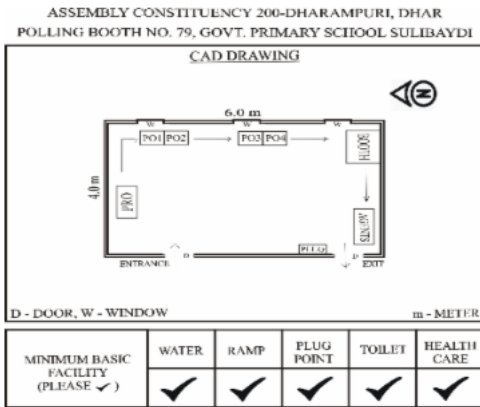 ASSEMBLY CONSTITUENCY 200-DHARAMPURI, DHAR
POLLING BOOTH NO. 79, GOVT. PRIMARY SCHOOL SULIBAYDI
CAD DRAWING
N
6.0 m
W W W
PO1 PO2 PO3 PO4 BOOTH
4.0 m
PRO AGENTS
PLUG
D D
ENTRANCE EXIT
D - DOOR, W - WINDOW m - METER
MINIMUM BASIC
FACILITY
(PLEASE ✓ )
WATER RAMP PLUG
POINT TOILET HEALTH
CARE
✓ ✓ ✓ ✓ ✓